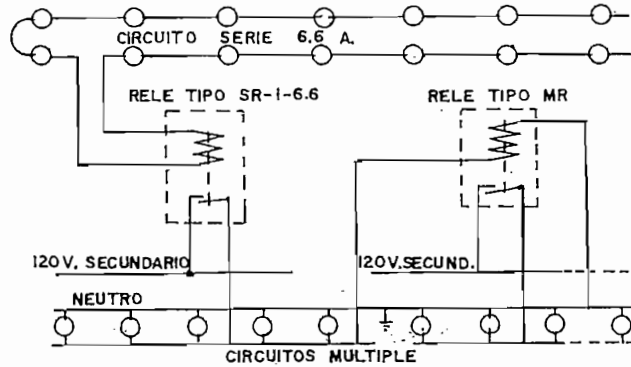 CIRCUITO SERIE 6.6 A.
RELE TIPO SR-1-6.6
RELE TIPO MR
120V. SECUNDARIO
120V.SECUND.
NEUTRO
CIRCUITOS MULTIPLE